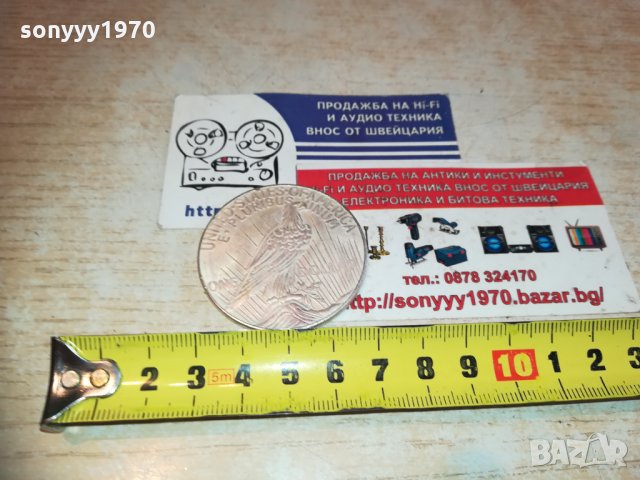 sonyyy1970
ПРОДАЖБА НА Hi-Fi
И АУДИО ТЕХНИКА
ВНОС ОТ ШВЕЙЦАРИЯ
htt
ПРОДАЖБА НА АНТИКИ И ИНСТУМЕНТИ
-Fi И АУДИО ТЕХНИКА ВНОС ОТ ШВЕЙЦАРИЯ
ЕЛЕКТРОНИКА И БИТОВА ТЕХНИКА
UNITED STATES OF AMERICA
E·PLURIBUS·UNUM
ONE
тел.: 0878 324170
http://sonyyy1970.bazar.bg/
2 3 5m 4 5 6 7 8 9 10 1 2 3
BAZAR